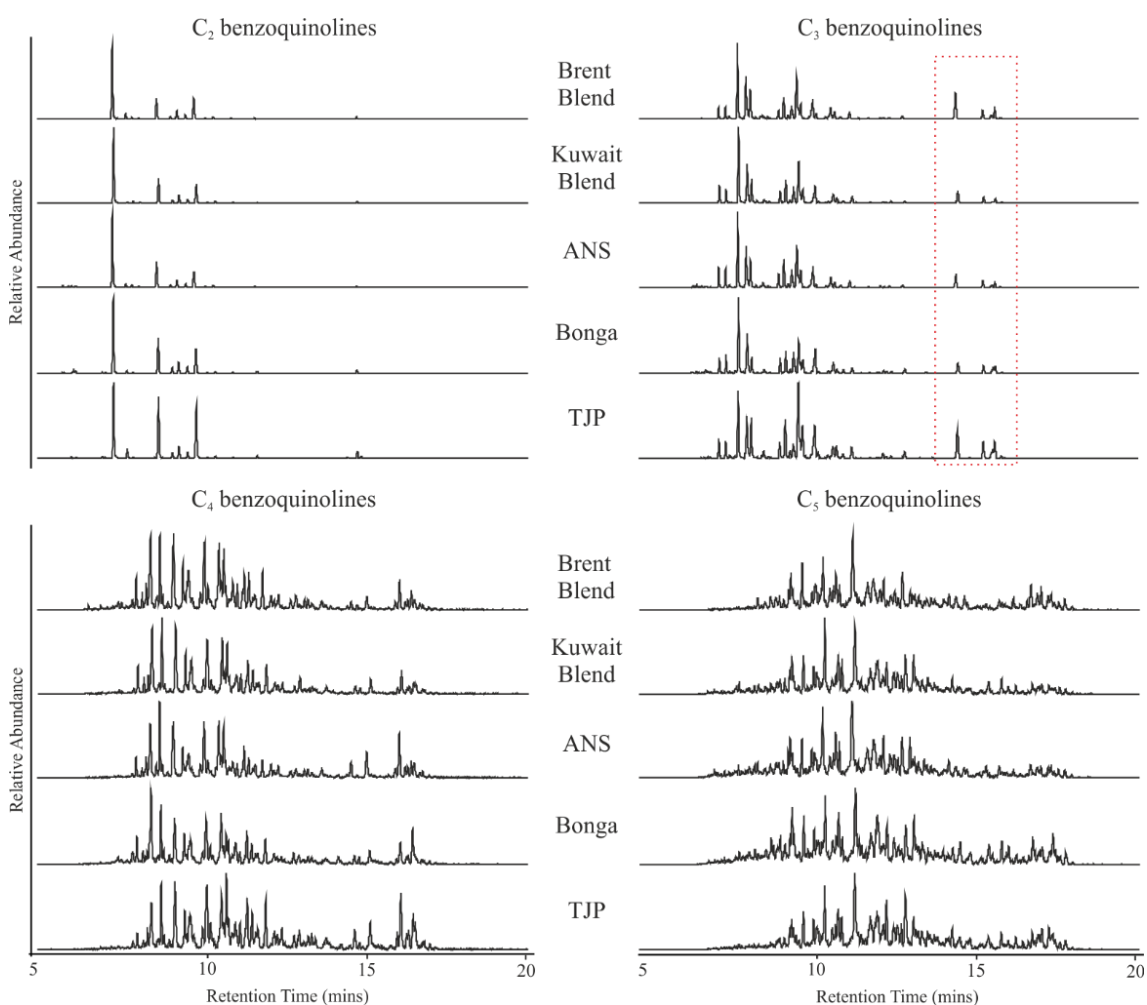 C₂ benzoquinolines
C₃ benzoquinolines
Relative Abundance
Brent
Blend
Kuwait
Blend
ANS
Bonga
TJP
C₄ benzoquinolines
C₅ benzoquinolines
Relative Abundance
Brent
Blend
Kuwait
Blend
ANS
Bonga
TJP
5 10 15 20
5 10 15 20
Retention Time (mins)
Retention Time (mins)